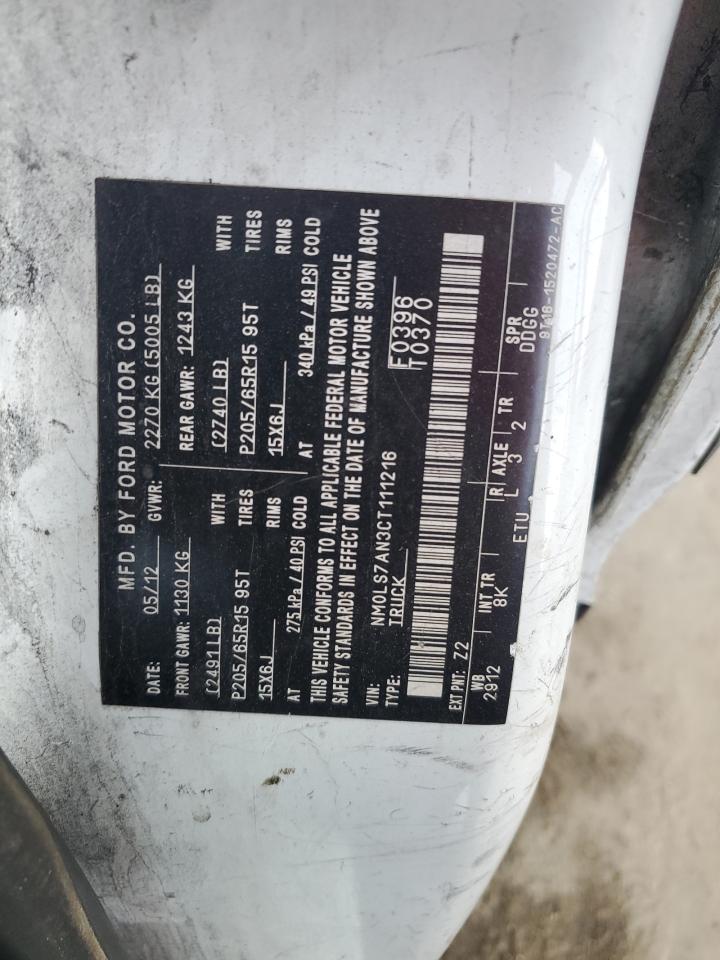 MFD. BY FORD MOTOR CO.
DATE: 05/12 GVWR: 2270 KG (5005 LB)
FRONT GAWR: 1130 KG REAR GAWR: 1243 KG
(2491 LB) WITH (2740 LB) WITH
P205/65R15 95T TIRES P205/65R15 95T TIRES
15X6J RIMS 15X6J RIMS
AT 275 kPa / 40 PSI COLD AT 340 kPa / 49 PSI COLD
THIS VEHICLE CONFORMS TO ALL APPLICABLE FEDERAL MOTOR VEHICLE
SAFETY STANDARDS IN EFFECT ON THE DATE OF MANUFACTURE SHOWN ABOVE
VIN: NM0LS7AN3CT111216 F0396
TYPE: TRUCK T0370
EXT PNT: Z2
WB INT TR R AXLE TR SPR
2912 8K L 3 2 DDGG
ETU 9T16-1520472-AC